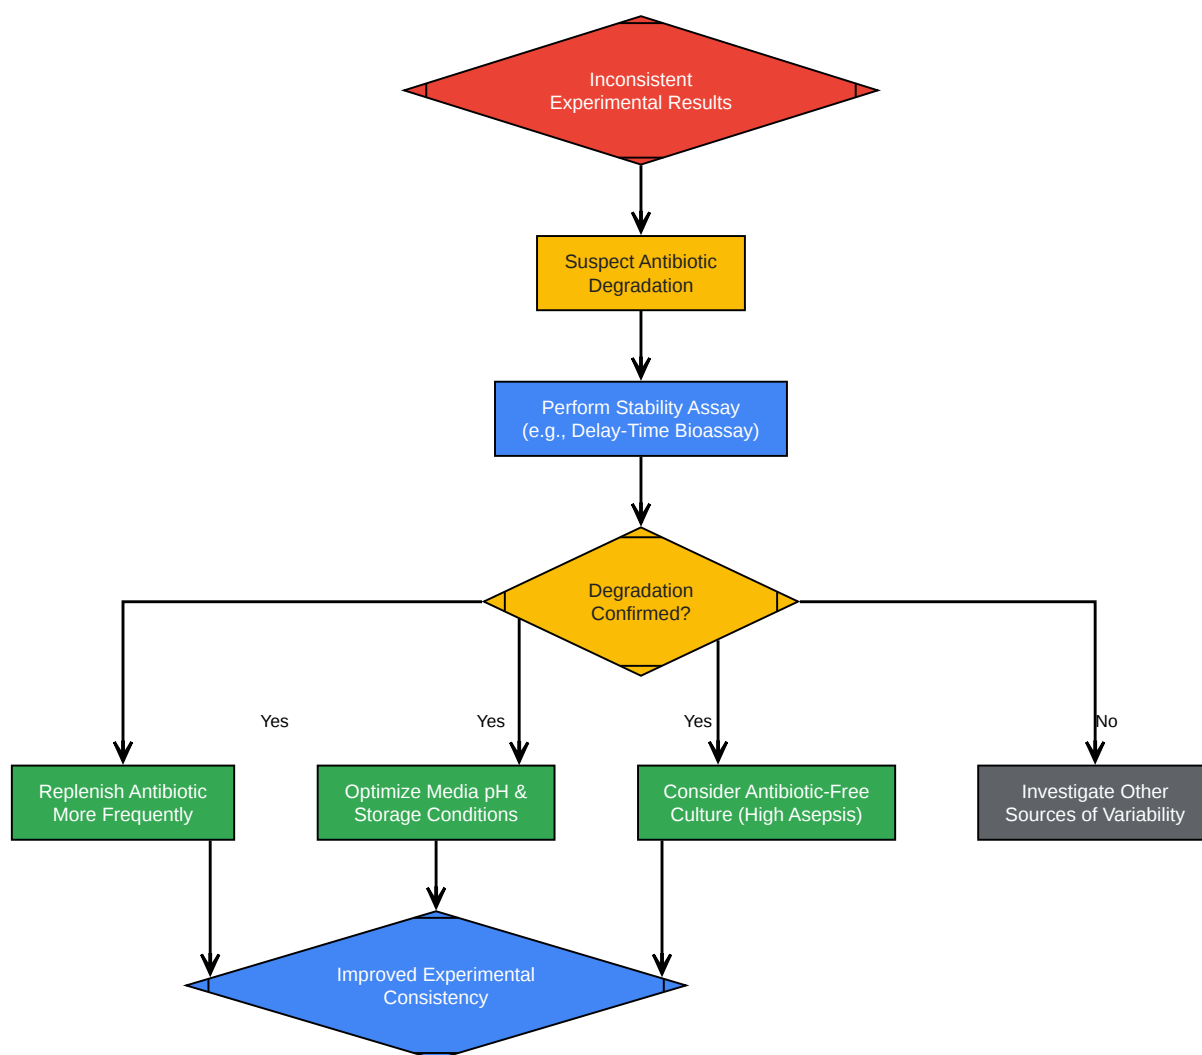 Inconsistent
Experimental Results
Suspect Antibiotic
Degradation
Perform Stability Assay
(e.g., Delay-Time Bioassay)
Degradation
Confirmed?
Yes
Yes
Yes
No
Replenish Antibiotic
More Frequently
Optimize Media pH &
Storage Conditions
Consider Antibiotic-Free
Culture (High Asepsis)
Investigate Other
Sources of Variability
Improved Experimental
Consistency